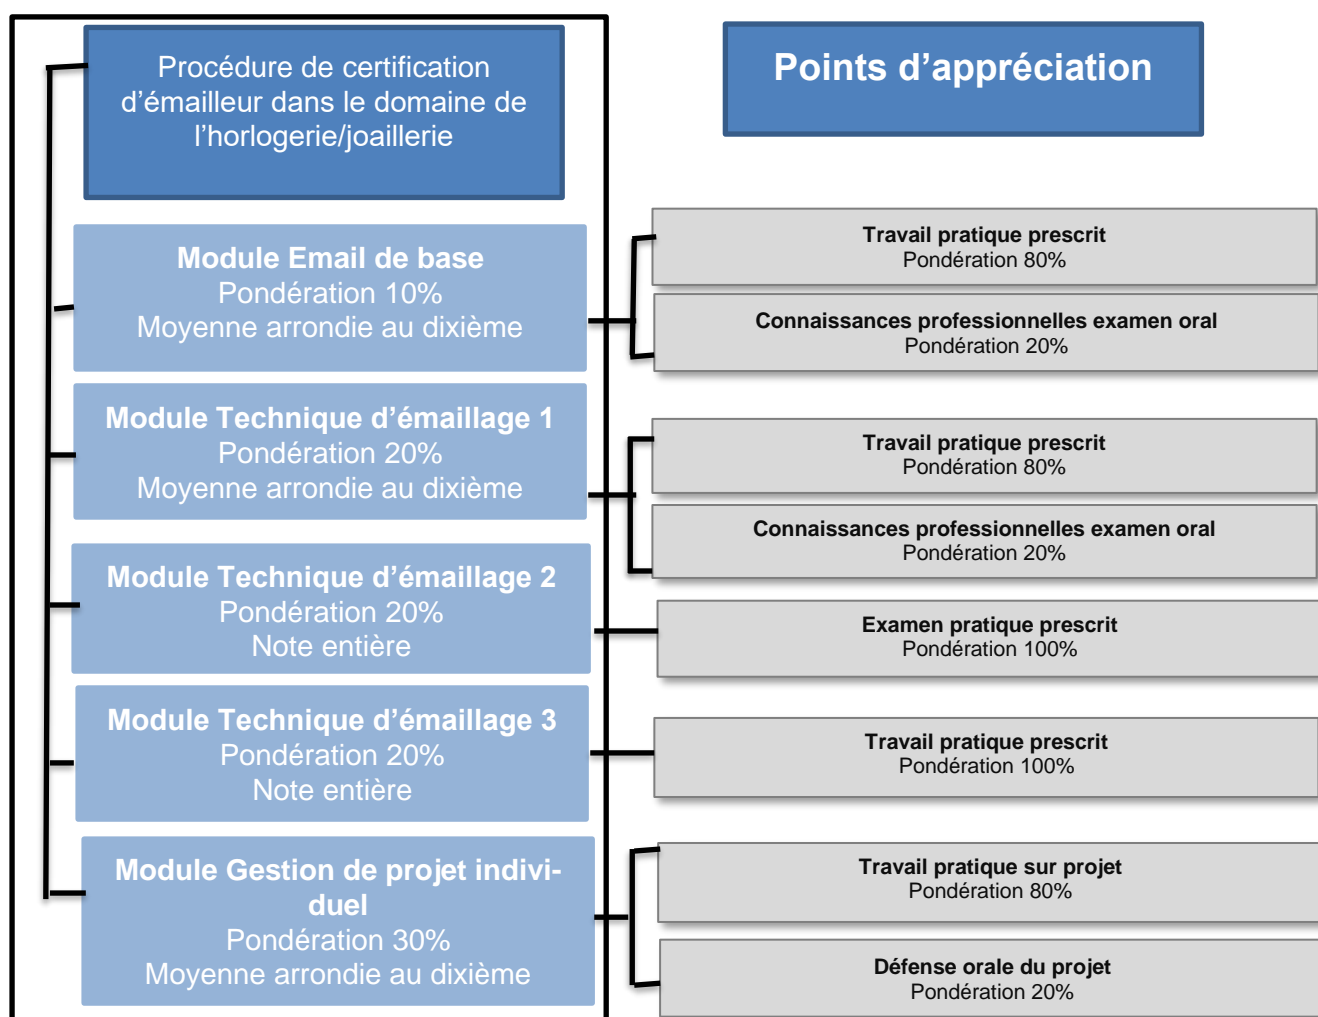 Procédure de certification
d’émailleur dans le domaine de
l’horlogerie/joaillerie
Points d’appréciation
Module Email de base
Pondération 10%
Moyenne arrondie au dixième
Travail pratique prescrit
Pondération 80%
Connaissances professionnelles examen oral
Pondération 20%
Module Technique d’émaillage 1
Pondération 20%
Moyenne arrondie au dixième
Travail pratique prescrit
Pondération 80%
Connaissances professionnelles examen oral
Pondération 20%
Module Technique d’émaillage 2
Pondération 20%
Note entière
Examen pratique prescrit
Pondération 100%
Module Technique d’émaillage 3
Pondération 20%
Note entière
Travail pratique prescrit
Pondération 100%
Module Gestion de projet indivi-
duel
Pondération 30%
Moyenne arrondie au dixième
Travail pratique sur projet
Pondération 80%
Défense orale du projet
Pondération 20%